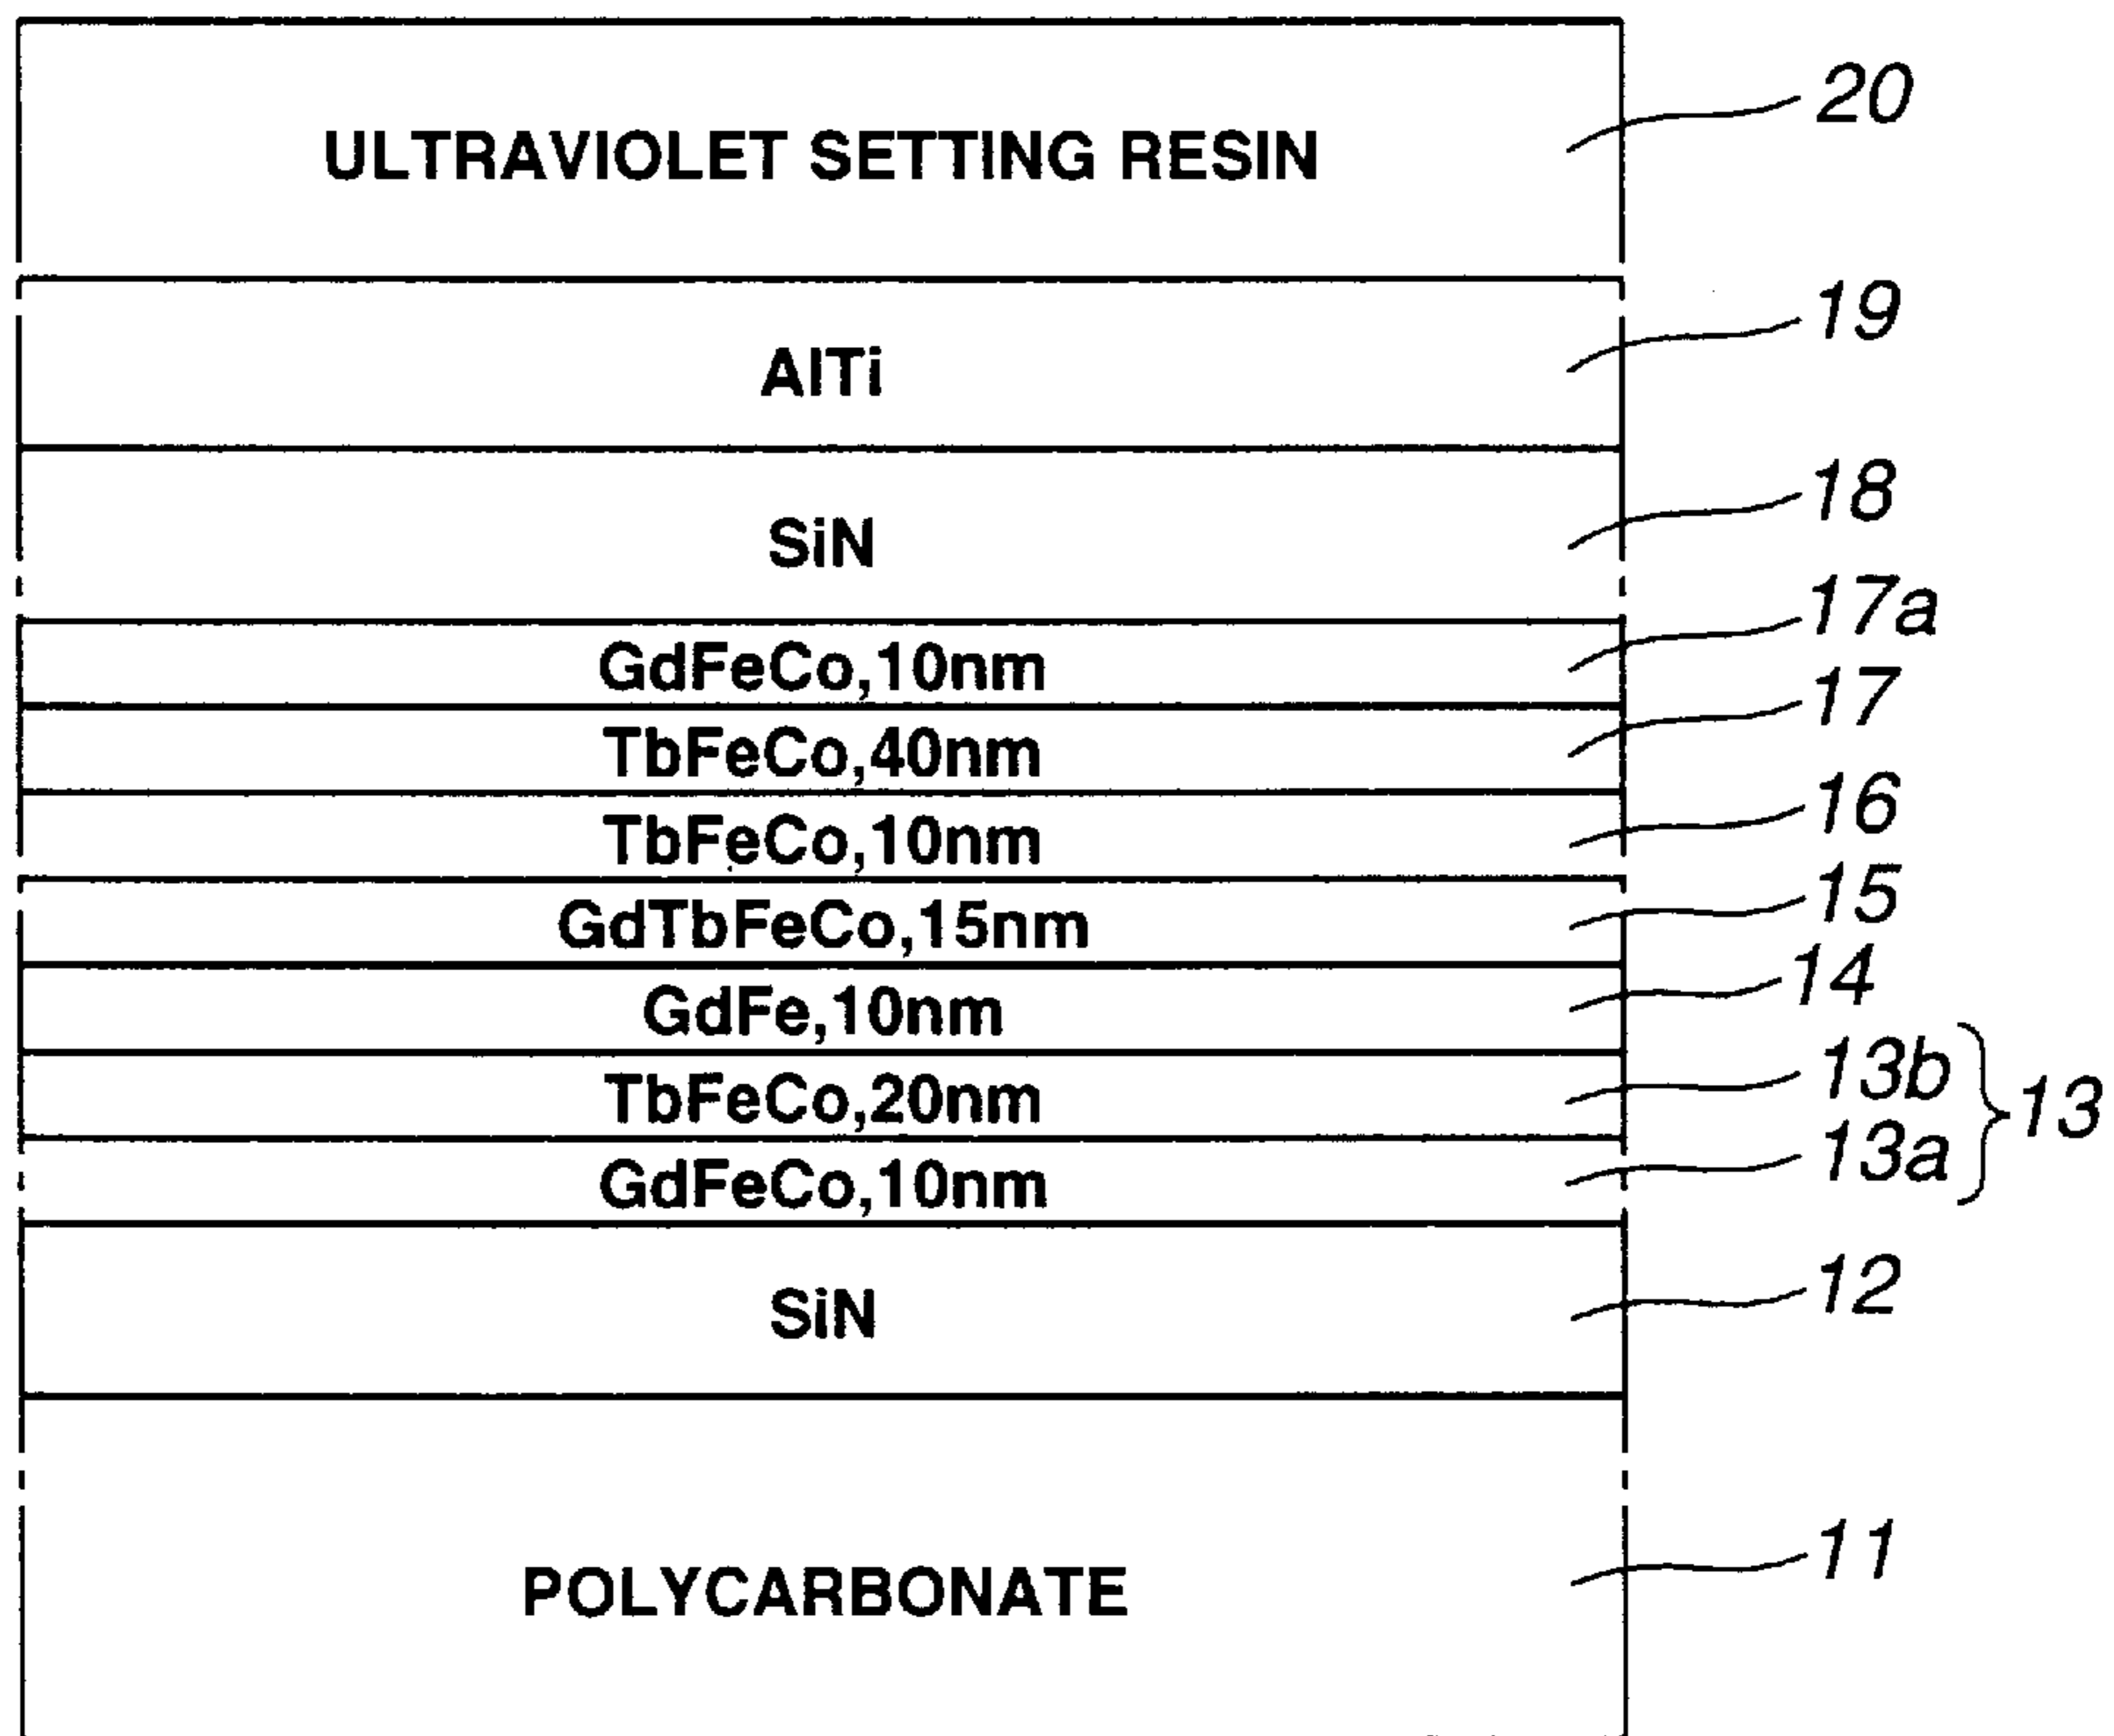 ULTRAVIOLET SETTING RESIN 20
AlTi 19
SiN 18
GdFeCo,10nm 17a
TbFeCo,40nm 17
TbFeCo,10nm 16
GdTbFeCo,15nm 15
GdFe,10nm 14
TbFeCo,20nm 13b
13
GdFeCo,10nm 13a
SiN 12
POLYCARBONATE 11